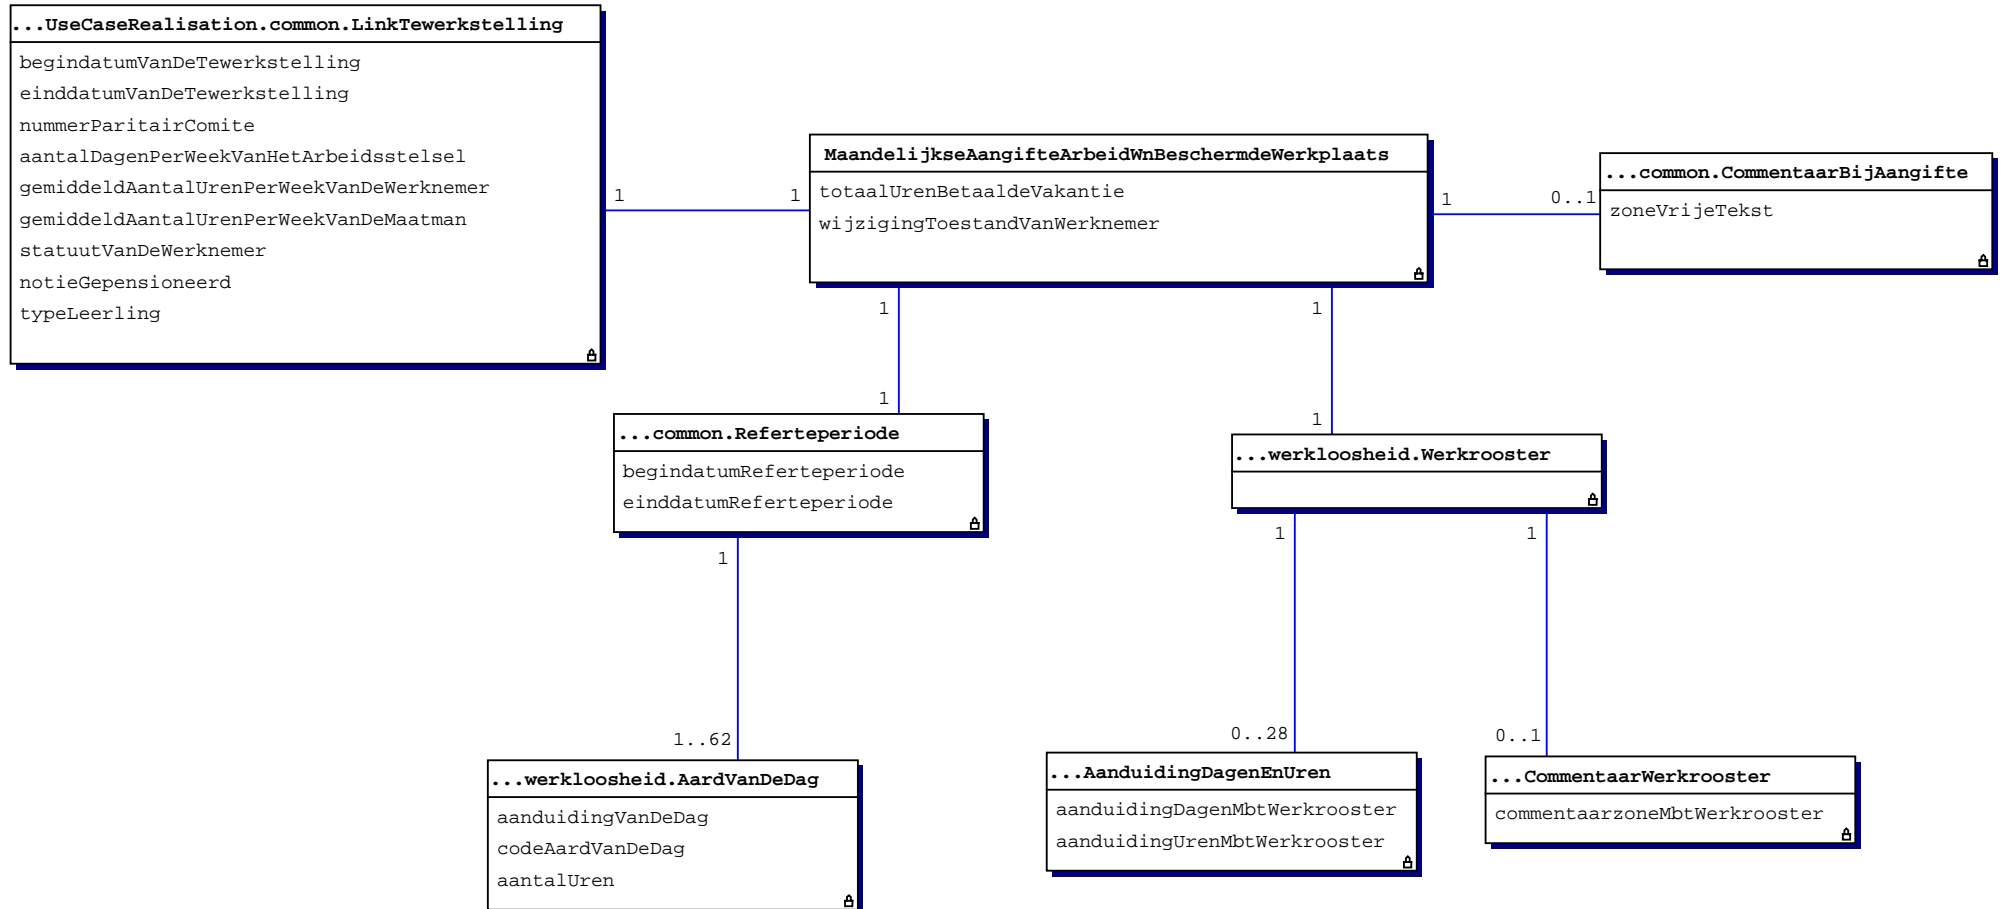 ...UseCaseRealisation.common.LinkTewerkstelling
begindatumVanDeTewerkstelling
einddatumVanDeTewerkstelling
nummerParitairComite
aantalDagenPerWeekVanHetArbeidsstelsel
gemiddeldAantalUrenPerWeekVanDeWerknemer
gemiddeldAantalUrenPerWeekVanDeMaatman
statuutVanDeWerknemer
notieGepensioneerd
typeLeerling
1
1
MaandelijkseAangifteArbeidWnBeschermdeWerkplaats
totaalUrenBetaaldeVakantie
wijzigingToestandVanWerknemer
1
0..1
...common.CommentaarBijAangifte
zoneVrijeTekst
1
1
1
1
...common.Referteperiode
begindatumReferteperiode
einddatumReferteperiode
...werkloosheid.Werkrooster
1
1
1
1..62
0..28
0..1
...werkloosheid.AardVanDeDag
aanduidingVanDeDag
codeAardVanDeDag
aantalUren
...AanduidingDagenEnUren
aanduidingDagenMbtWerkrooster
aanduidingUrenMbtWerkrooster
...CommentaarWerkrooster
commentaarzoneMbtWerkrooster